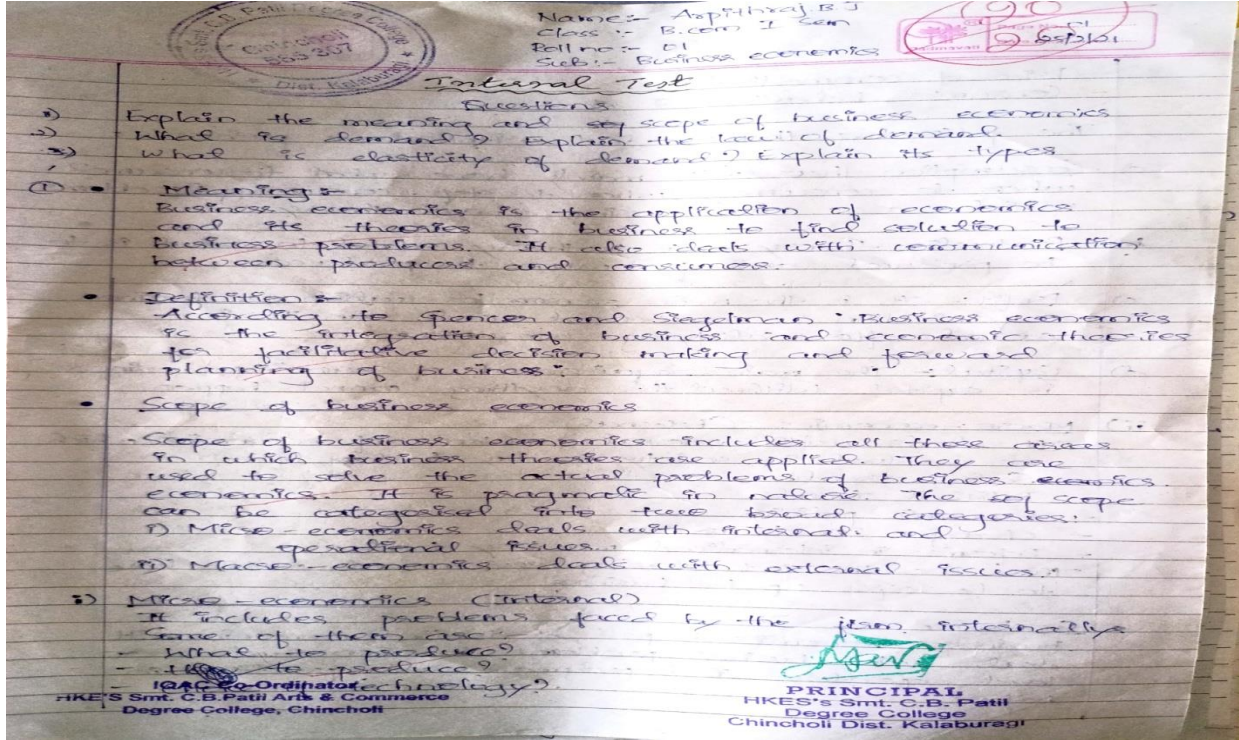 Name:- Arpithraj.B.J
Class :- B.com I Sem
Roll no :- 01
Sub:- Business economics
Smt C.B. Patil Degree College
Chincholi
585307
Dist. Kalaburagi
Internal Test
Questions
1) Explain the meaning and scope of business economics
2) What is demand? Explain the law of demand.
3) What is elasticity of demand? Explain its types
① • Meaning :-
Business economics is the application of economics
and its theories in business to find solution to
business problems. It also deals with communication
between producers and consumers.
• Definition :-
According to Spencer and Siegelman "Business economics
is the integration of business and economic theories
for facilitative decision making and forward
planning of business".
• Scope of business economics
Scope of business economics includes all those areas
in which business theories are applied. They are
used to solve the actual problems of business
economics. It is pragmatic in nature. The scope
can be categorised into two broad categories:
i) Micro economics deals with internal and
operational issues.
ii) Macro-economics deals with external issues.
i) Micro-economics (Internal)
It includes problems faced by the firm internally
Some of them are:
- What to produce?
- to produce?
technology?
IQAC Co-Ordinator
HKE'S Smt. C.B.Patil Arts & Commerce
Degree College, Chincholi
PRINCIPAL
HKES's Smt. C.B. Patil
Degree College
Chincholi Dist. Kalaburagi